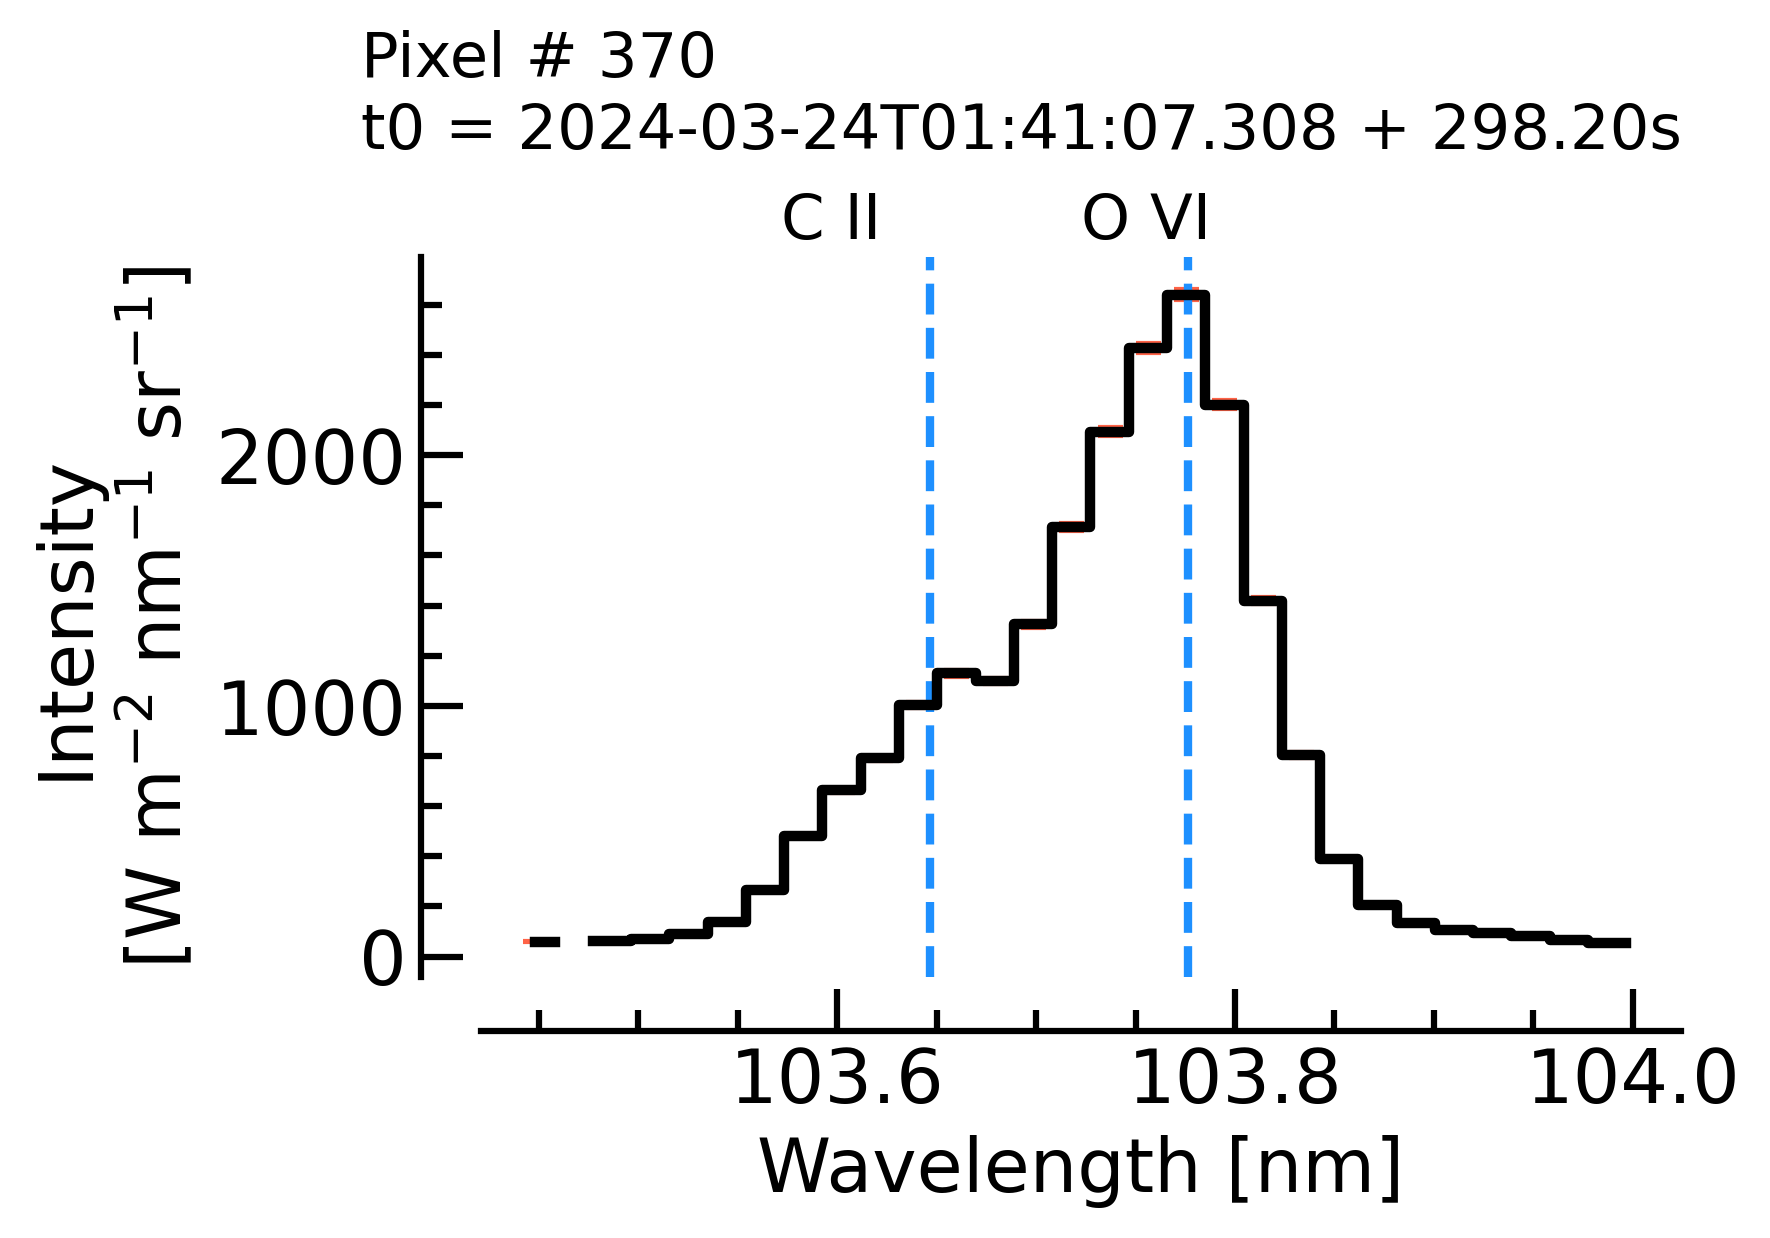 Pixel # 370
t0 = 2024-03-24T01:41:07.308 + 298.20s
C II O VI
Intensity
[W m⁻² nm⁻¹ sr⁻¹]
2000
1000
0
103.6 103.8 104.0
Wavelength [nm]